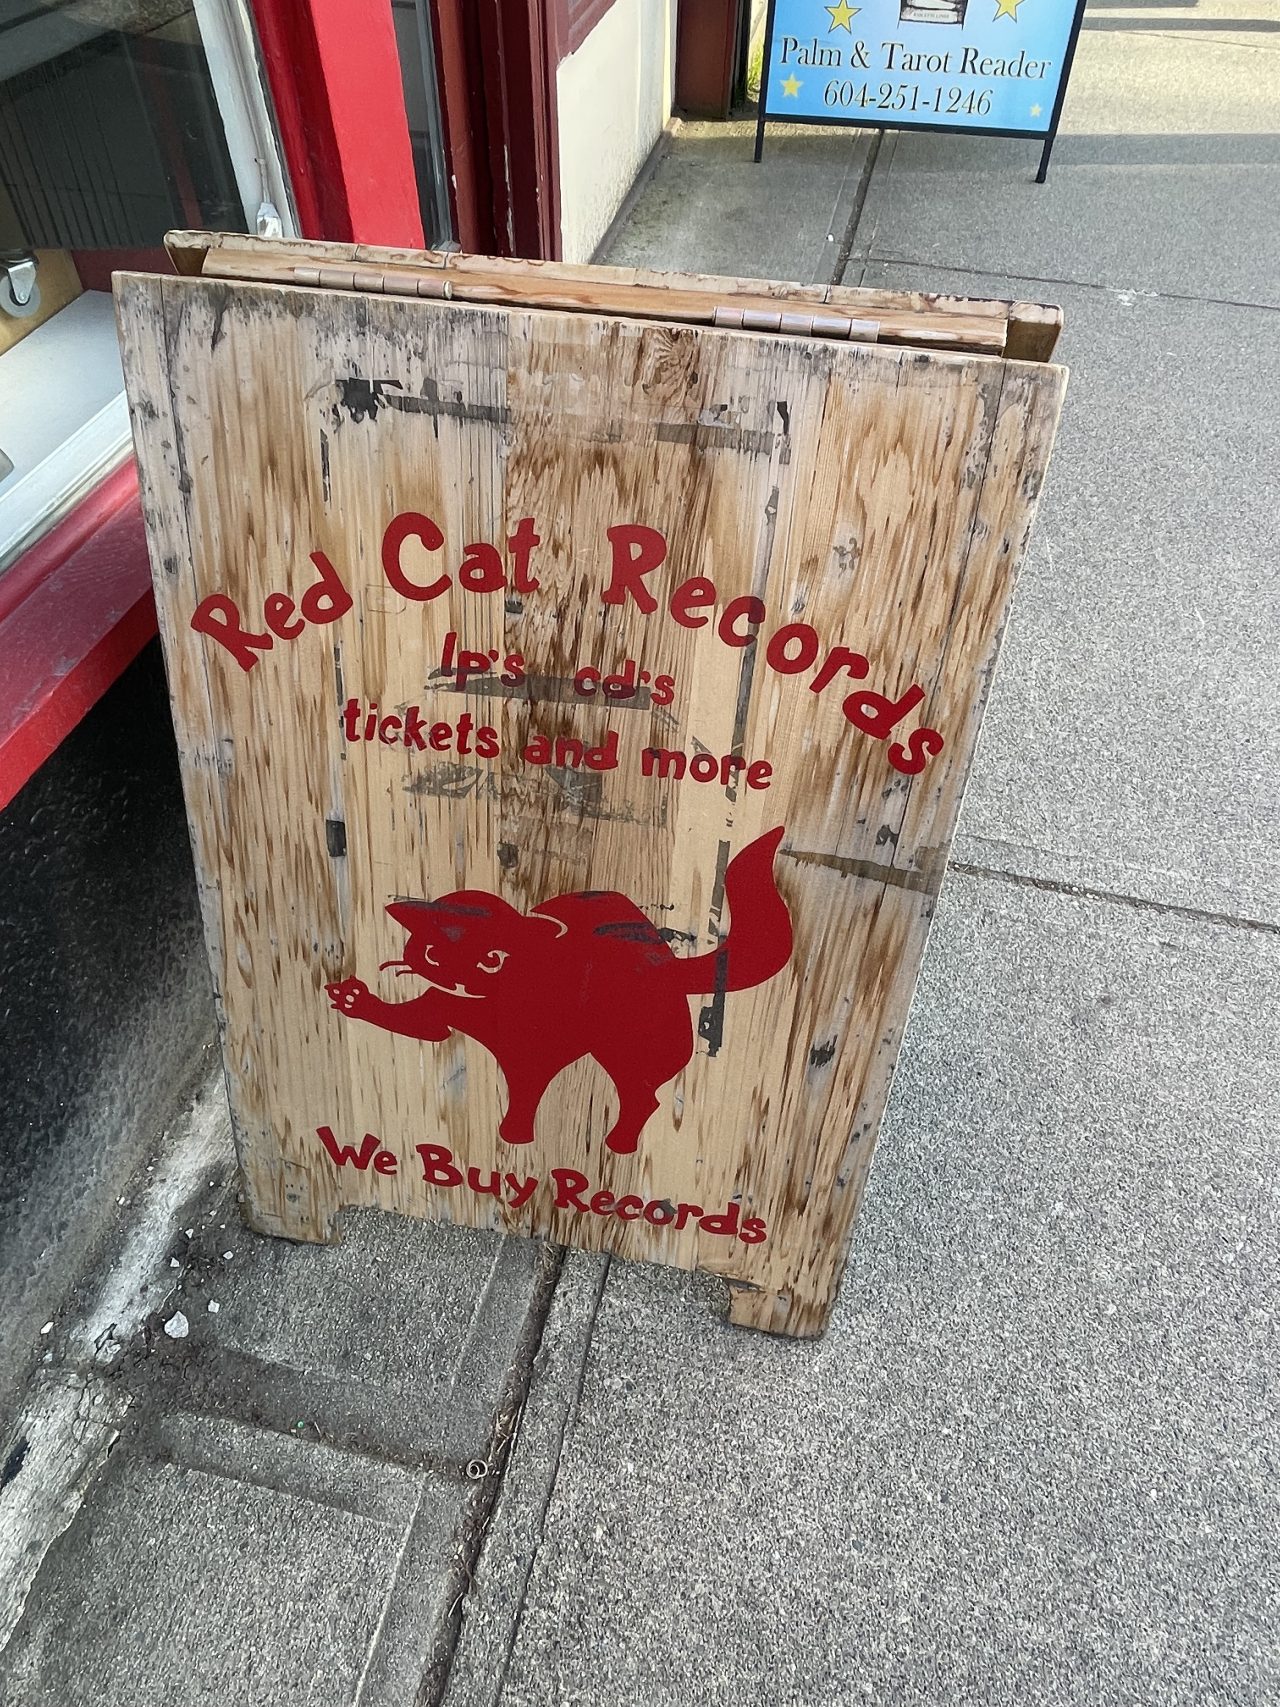 Palm & Tarot Reader
604-251-1246
Red Cat Records
lp's cd's
tickets and more
We Buy Records